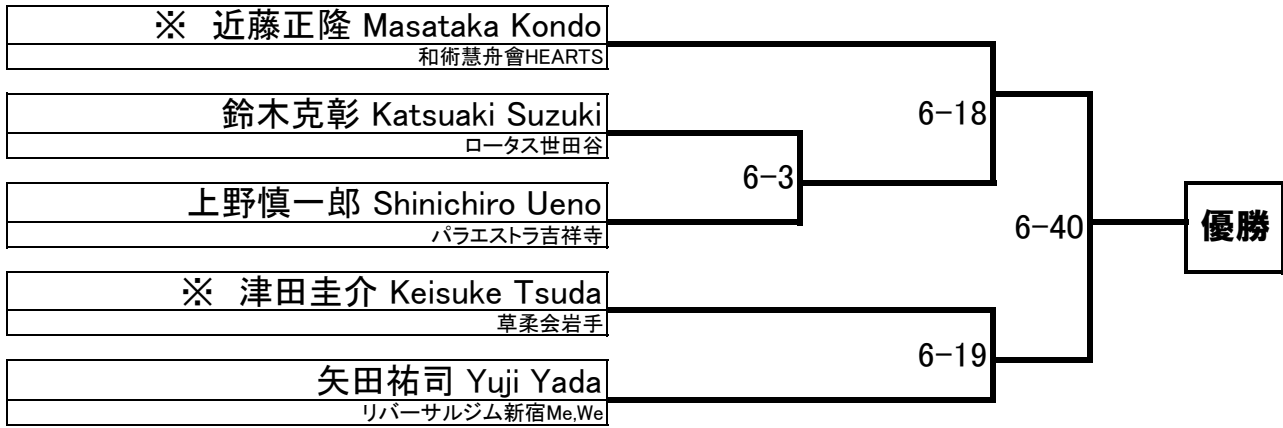 ※ 近藤正隆 Masataka Kondo
和術慧舟會HEARTS
鈴木克彰 Katsuaki Suzuki
ロータス世田谷
6-18
6-3
上野慎一郎 Shinichiro Ueno
パラエストラ吉祥寺
6-40
優勝
※ 津田圭介 Keisuke Tsuda
草柔会岩手
6-19
矢田祐司 Yuji Yada
リバーサルジム新宿Me,We